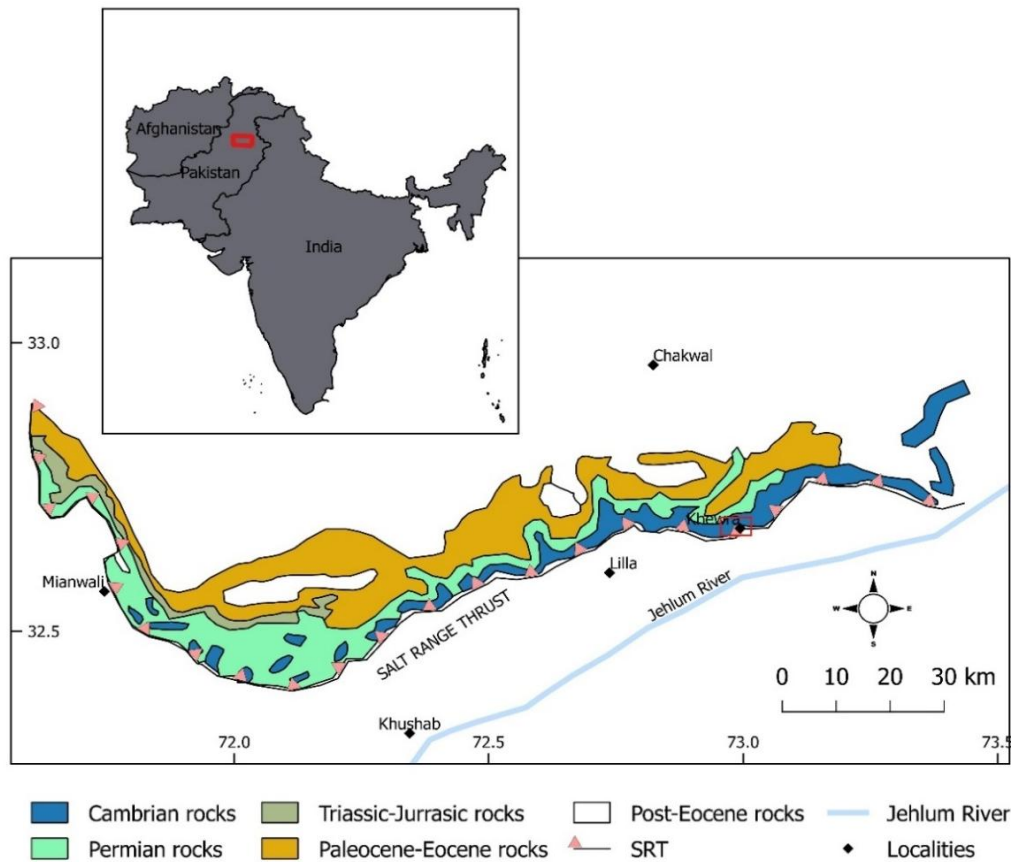 Afghanistan
Pakistan
India
33.0
Chakwal
Khewra
Mianwali
Lilla
Jehlum River
SALT RANGE THRUST
32.5
N
W
E
S
0 10 20 30 km
Khushab
72.0
72.5
73.0
73.5
Cambrian rocks
Triassic-Jurrasic rocks
Post-Eocene rocks
Jehlum River
Permian rocks
Paleocene-Eocene rocks
SRT
Localities